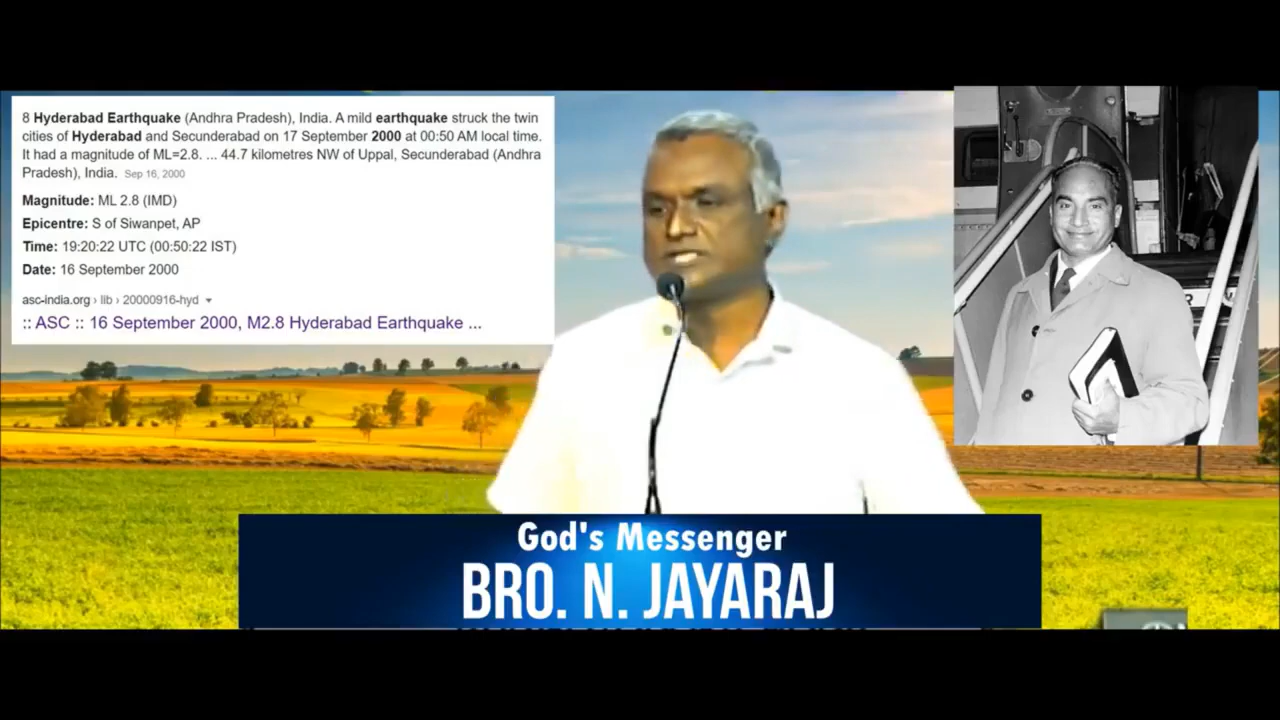 8 Hyderabad Earthquake (Andhra Pradesh), India. A mild earthquake struck the twin
cities of Hyderabad and Secunderabad on 17 September 2000 at 00:50 AM local time.
It had a magnitude of ML=2.8. ... 44.7 kilometres NW of Uppal, Secunderabad (Andhra
Pradesh), India. Sep 16, 2000
Magnitude: ML 2.8 (IMD)
Epicentre: S of Siwanpet, AP
Time: 19:20:22 UTC (00:50:22 IST)
Date: 16 September 2000
asc-india.org › lib › 20000916-hyd
:: ASC :: 16 September 2000, M2.8 Hyderabad Earthquake ...
God's Messenger
BRO. N. JAYARAJ